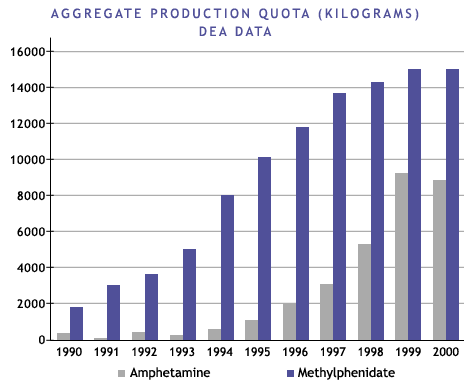 AGGREGATE PRODUCTION QUOTA (KILOGRAMS)
DEA DATA
16000
14000
12000
10000
8000
6000
4000
2000
0
1990 1991 1992 1993 1994 1995 1996 1997 1998 1999 2000
Amphetamine Methylphenidate